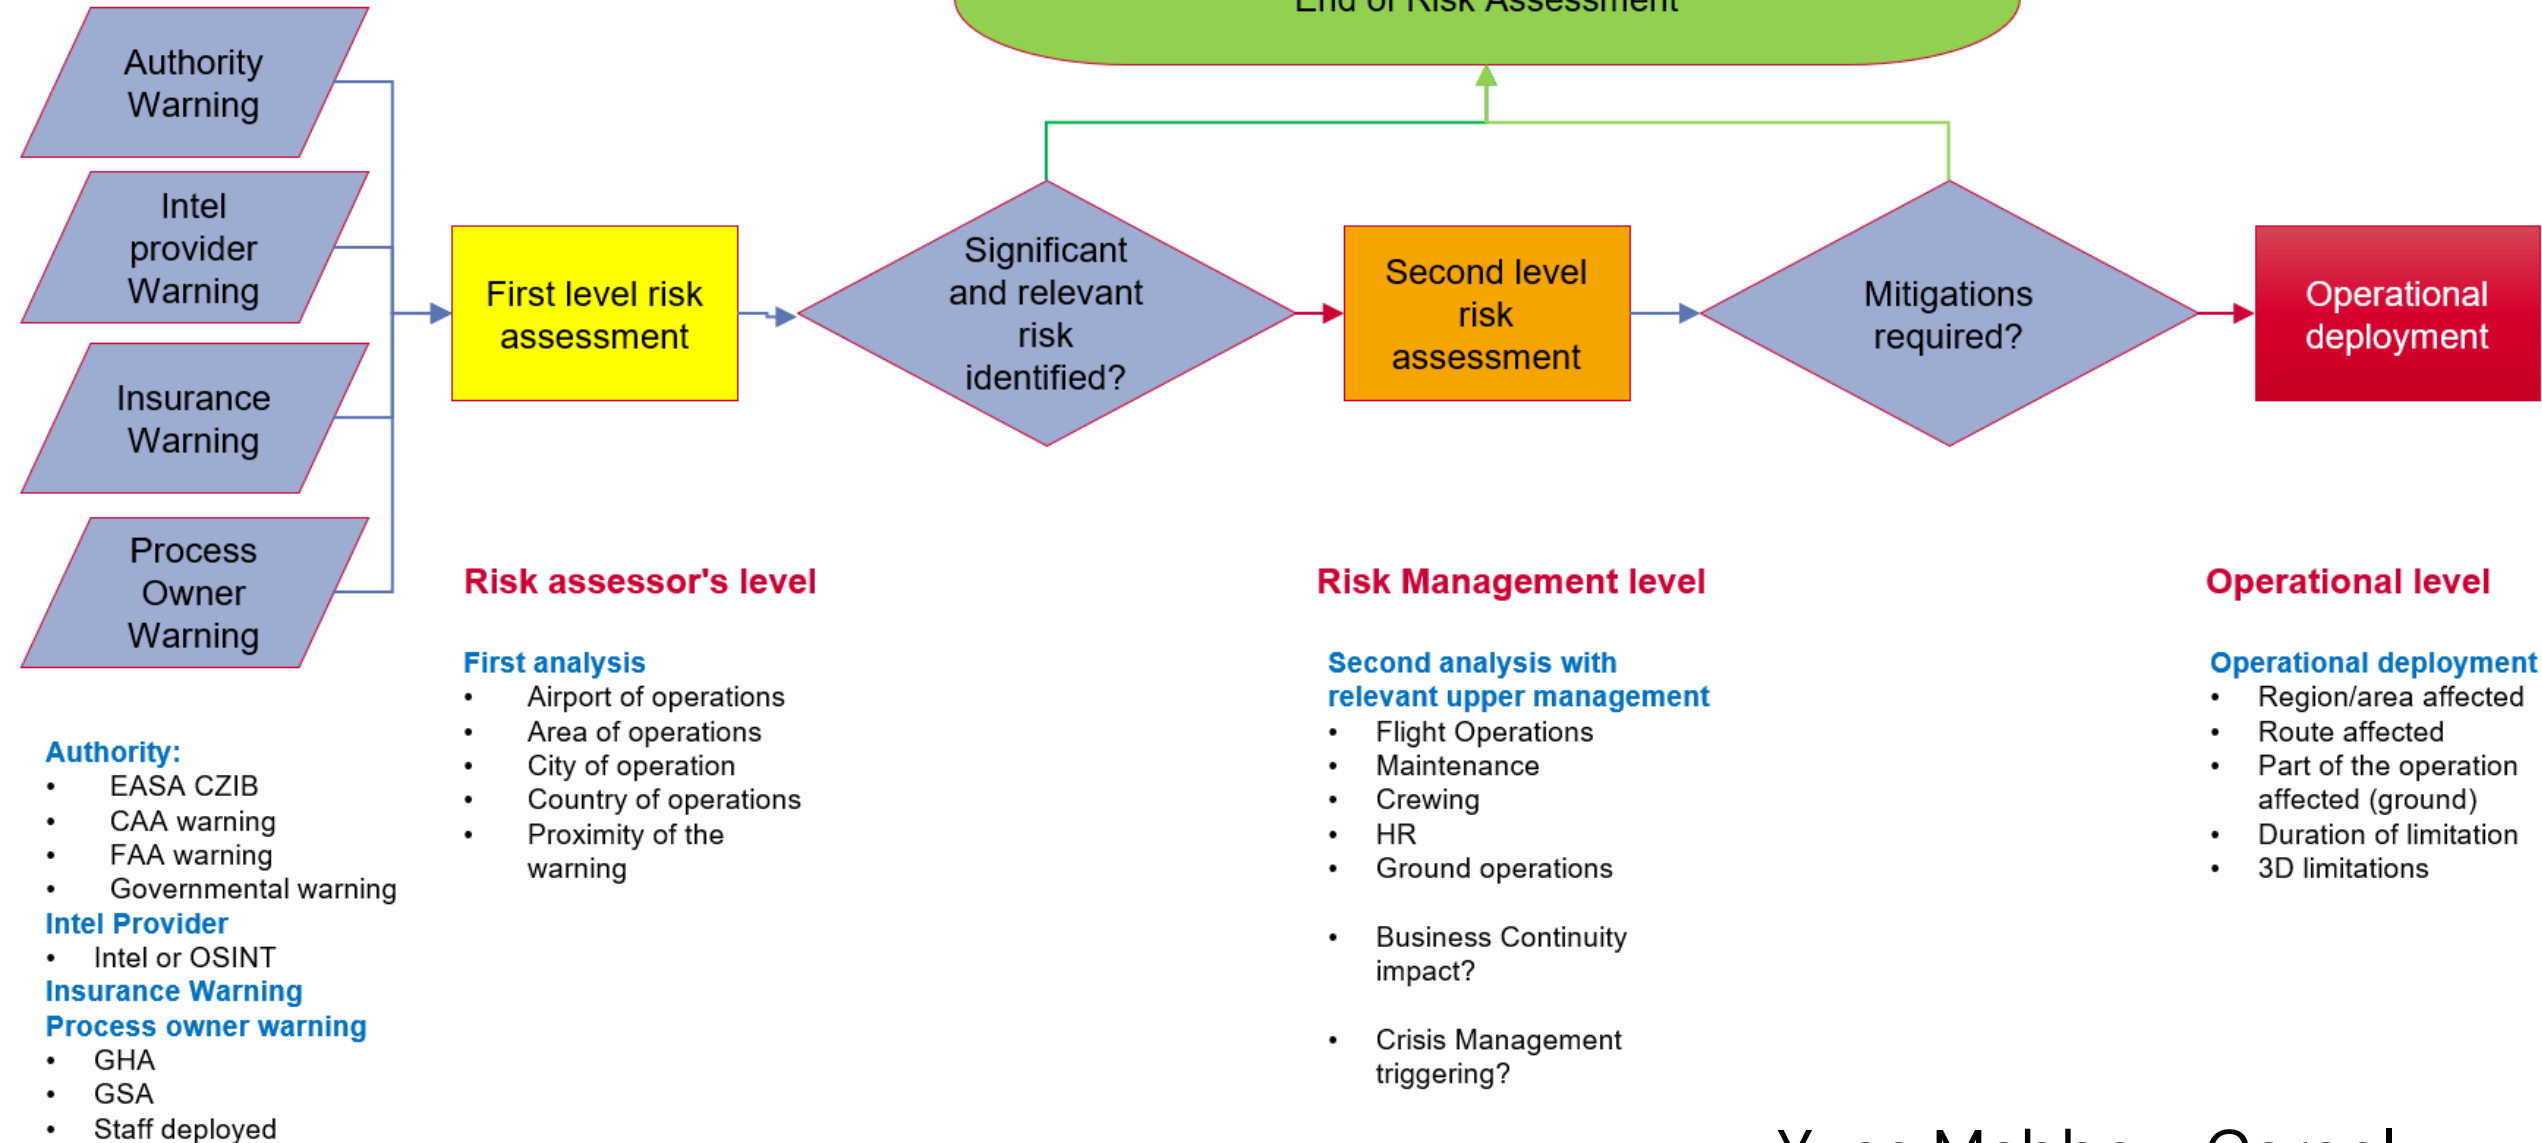 End of Risk Assessment
Authority
Warning
Intel
provider
Warning
Insurance
Warning
Process
Owner
Warning
First level risk
assessment
Significant
and relevant
risk
identified?
Second level
risk
assessment
Mitigations
required?
Operational
deployment
Authority:
• EASA CZIB
• CAA warning
• FAA warning
• Governmental warning
Intel Provider
• Intel or OSINT
Insurance Warning
Process owner warning
• GHA
• GSA
• Staff deployed
Risk assessor's level
First analysis
• Airport of operations
• Area of operations
• City of operation
• Country of operations
• Proximity of the
warning
Risk Management level
Second analysis with
relevant upper management
• Flight Operations
• Maintenance
• Crewing
• HR
• Ground operations
• Business Continuity
impact?
• Crisis Management
triggering?
Operational level
Operational deployment
• Region/area affected
• Route affected
• Part of the operation
affected (ground)
• Duration of limitation
• 3D limitations